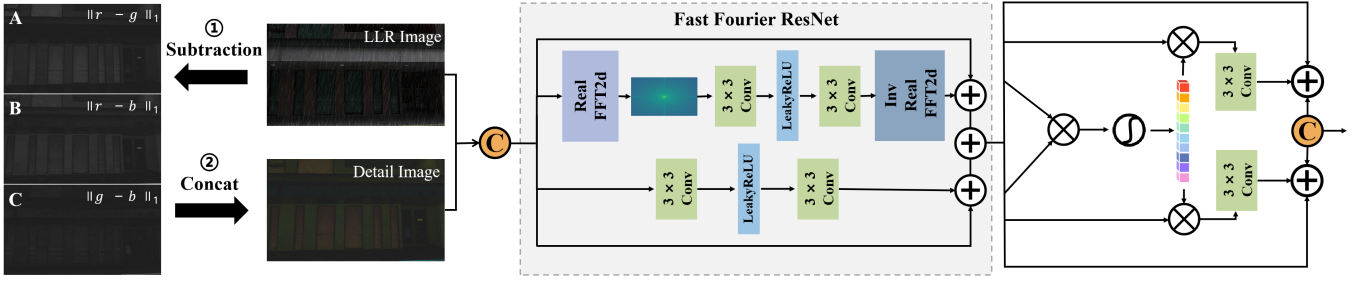 A
‖r - g‖₁
B
‖r - b‖₁
C
‖g - b‖₁
①
Subtraction
②
Concat
LLR Image
Detail Image
C
Fast Fourier ResNet
Real
FFT2d
3 × 3
Conv
LeakyReLU
3 × 3
Conv
Inv
Real
FFT2d
3 × 3
Conv
LeakyReLU
3 × 3
Conv
3 × 3
Conv
C
3 × 3
Conv